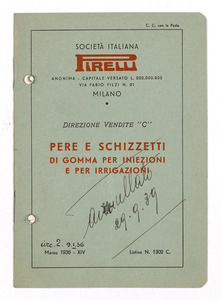 C. C. con la Posta
SOCIETÀ ITALIANA
PIRELLI
ANONIMA - CAPITALE VERSATO L. 200.000.000
VIA FABIO FILZI N. 21
MILANO
DIREZIONE VENDITE "C"
PERE E SCHIZZETTI
DI GOMMA PER INIEZIONI
E PER IRRIGAZIONI
Annullato
29.9.39
circ. 2. 9.1.36
Marzo 1936 - XIV
Listino N. 1302 C.